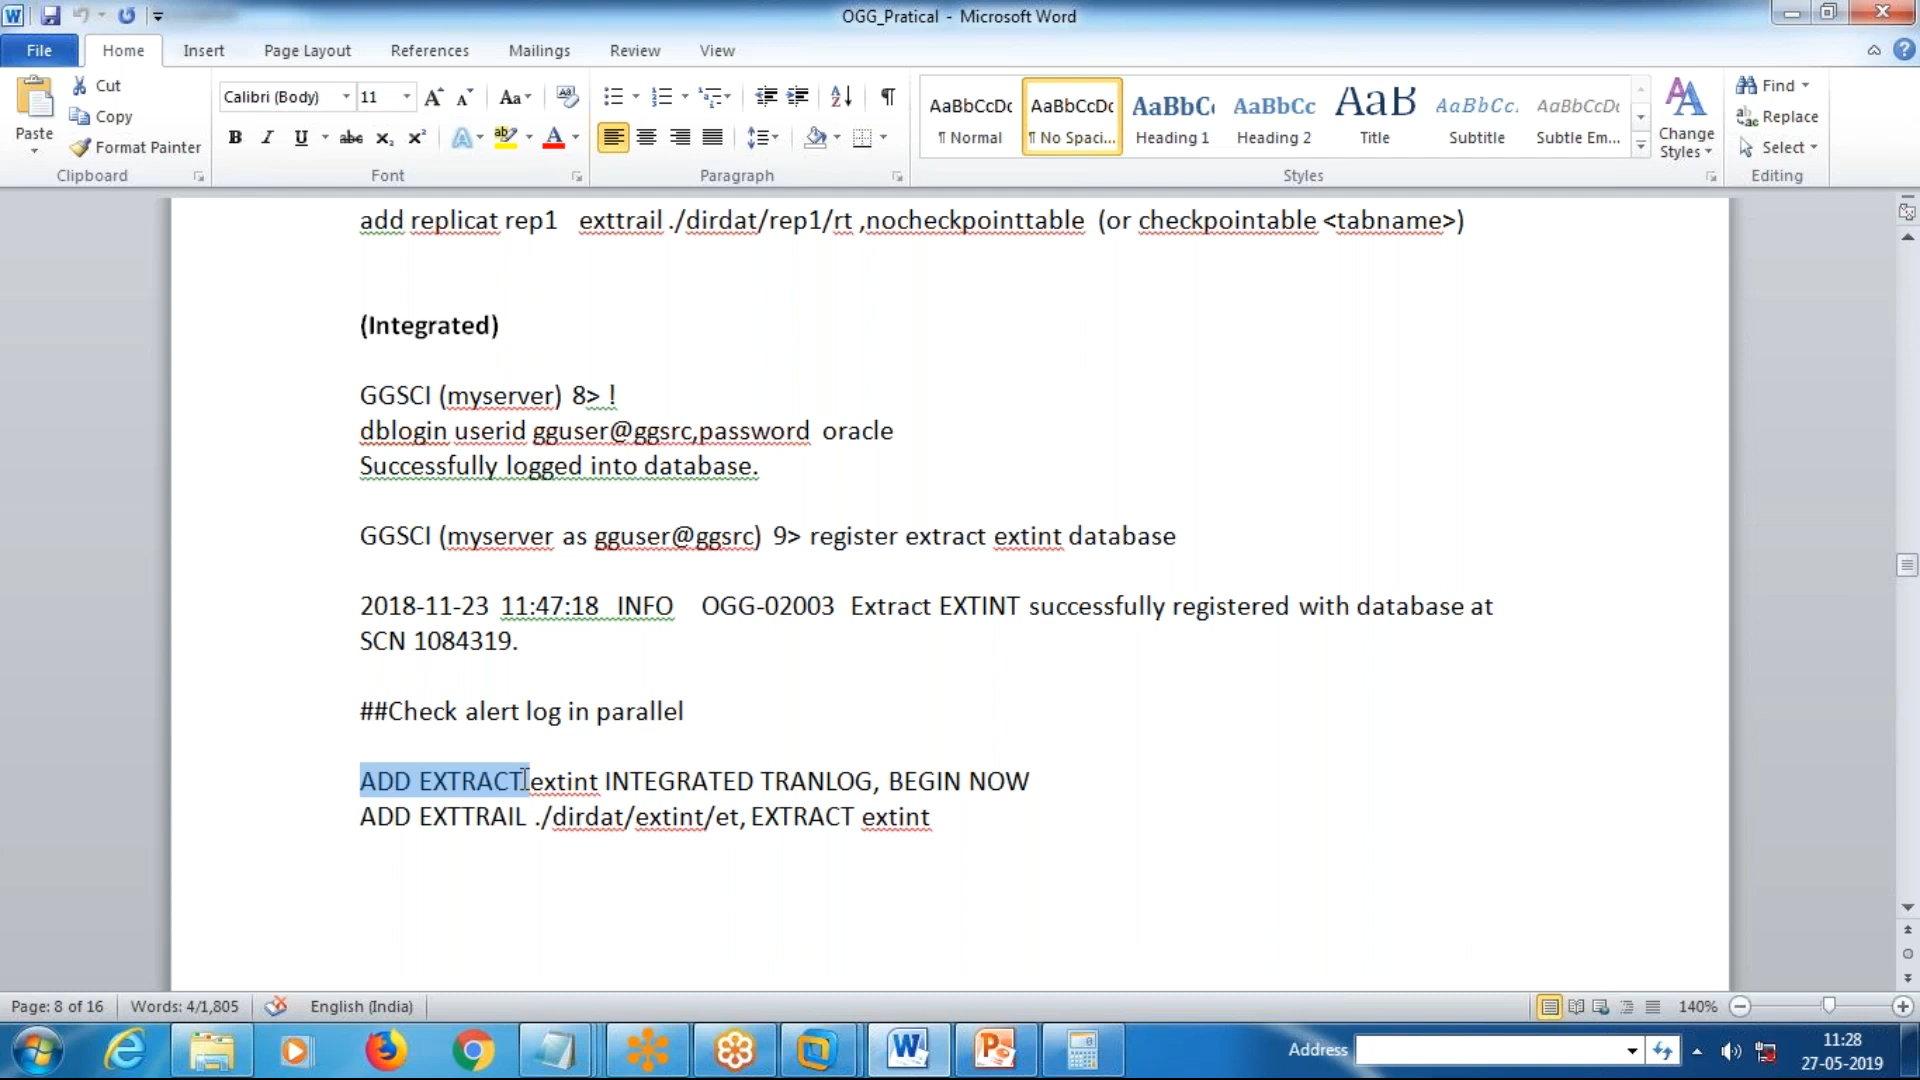 OGG_Pratical - Microsoft Word
File Home Insert Page Layout References Mailings Review View
Paste
Cut
Copy
Format Painter
Clipboard
Calibri (Body) 11
Font
Paragraph
AaBbCcDc ¶ Normal
AaBbCcDc ¶ No Spaci...
AaBbC Heading 1
AaBbCc Heading 2
AaB Title
AaBbCc. Subtitle
AaBbCcDc Subtle Em...
Change Styles
Styles
Find
Replace
Select
Editing
add replicat rep1 exttrail ./dirdat/rep1/rt ,nocheckpointtable (or checkpointable <tabname>)
(Integrated)
GGSCI (myserver) 8> !
dblogin userid gguser@ggsrc,password oracle
Successfully logged into database.
GGSCI (myserver as gguser@ggsrc) 9> register extract extint database
2018-11-23 11:47:18 INFO OGG-02003 Extract EXTINT successfully registered with database at
SCN 1084319.
##Check alert log in parallel
ADD EXTRACT extint INTEGRATED TRANLOG, BEGIN NOW
ADD EXTTRAIL ./dirdat/extint/et, EXTRACT extint
Page: 8 of 16 Words: 4/1,805 English (India) 140%
Address
11:28
27-05-2019